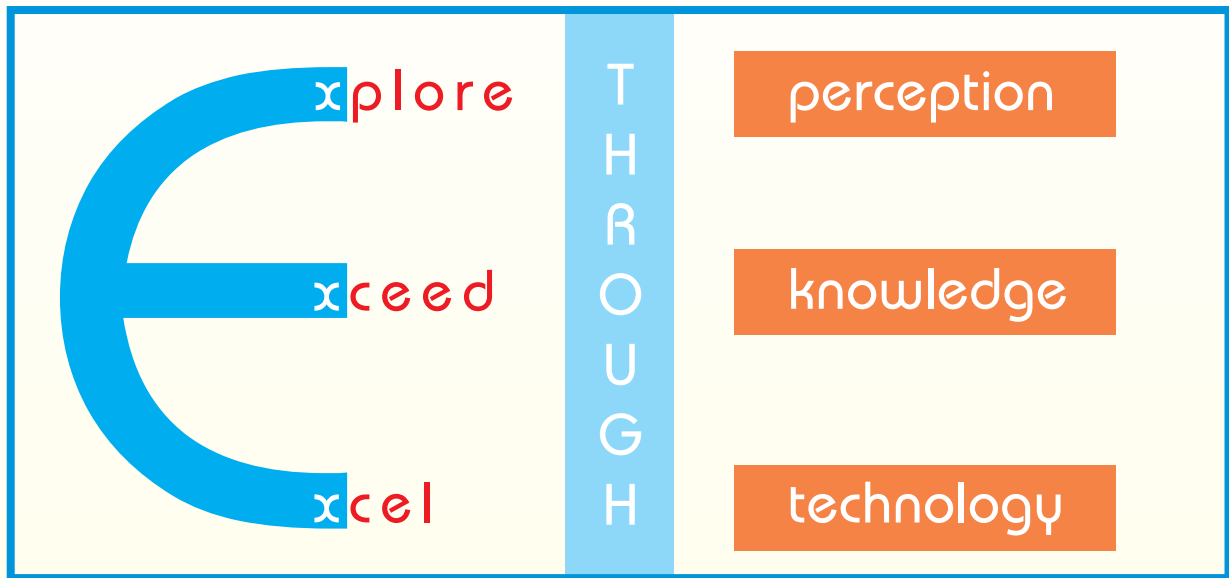 xplore
xceed
xcel
THROUGH
perception
knowledge
technology